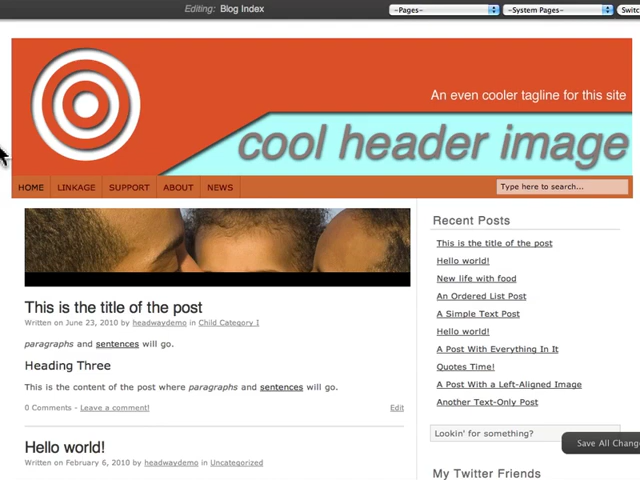 Editing: Blog Index
-Pages-
-System Pages-
Switc
An even cooler tagline for this site
cool header image
HOME LINKAGE SUPPORT ABOUT NEWS
Type here to search...
This is the title of the post
Written on June 23, 2010 by headwaydemo in Child Category I
paragraphs and sentences will go.
Heading Three
This is the content of the post where paragraphs and sentences will go.
0 Comments - Leave a comment!
Edit
Hello world!
Written on February 6, 2010 by headwaydemo in Uncategorized
Recent Posts
This is the title of the post
Hello world!
New life with food
An Ordered List Post
A Simple Text Post
Hello world!
A Post With Everything In It
Quotes Time!
A Post With a Left-Aligned Image
Another Text-Only Post
Lookin' for something?
Save All Chang
My Twitter Friends